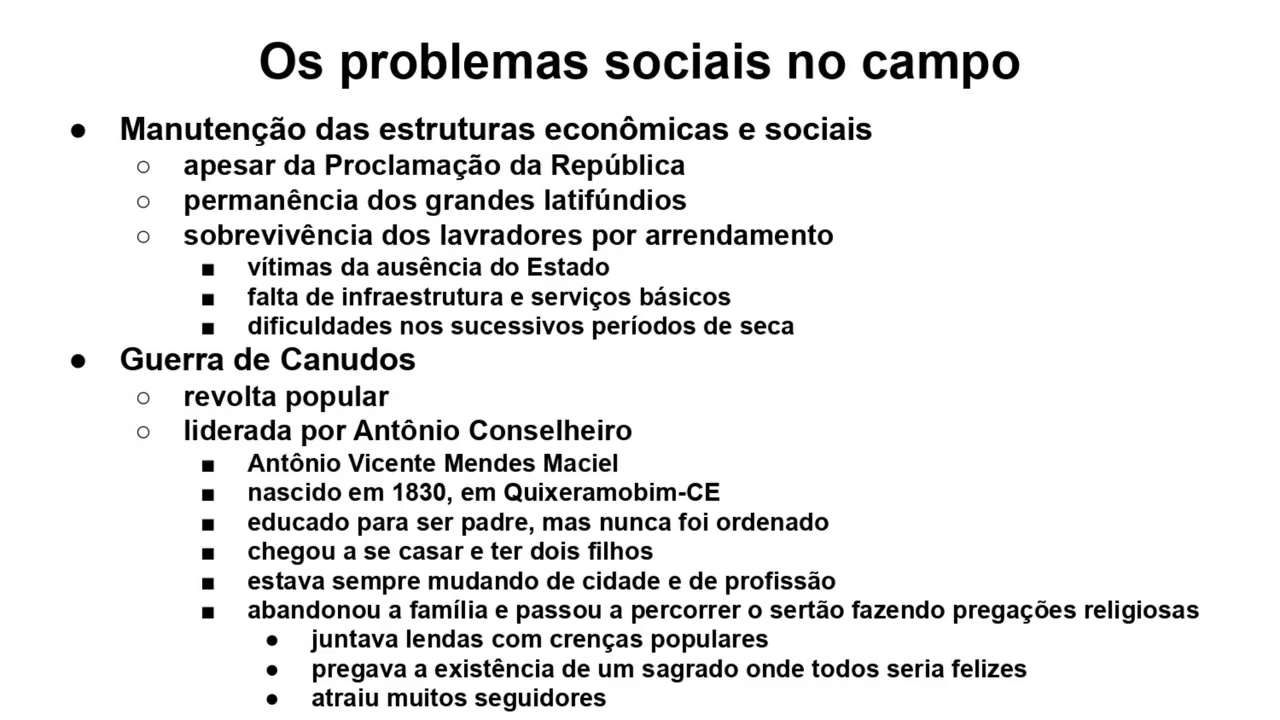 Os problemas sociais no campo
● Manutenção das estruturas econômicas e sociais
○ apesar da Proclamação da República
○ permanência dos grandes latifúndios
○ sobrevivência dos lavradores por arrendamento
■ vítimas da ausência do Estado
■ falta de infraestrutura e serviços básicos
■ dificuldades nos sucessivos períodos de seca
● Guerra de Canudos
○ revolta popular
○ liderada por Antônio Conselheiro
■ Antônio Vicente Mendes Maciel
■ nascido em 1830, em Quixeramobim-CE
■ educado para ser padre, mas nunca foi ordenado
■ chegou a se casar e ter dois filhos
■ estava sempre mudando de cidade e de profissão
■ abandonou a família e passou a percorrer o sertão fazendo pregações religiosas
● juntava lendas com crenças populares
● pregava a existência de um sagrado onde todos seria felizes
● atraiu muitos seguidores